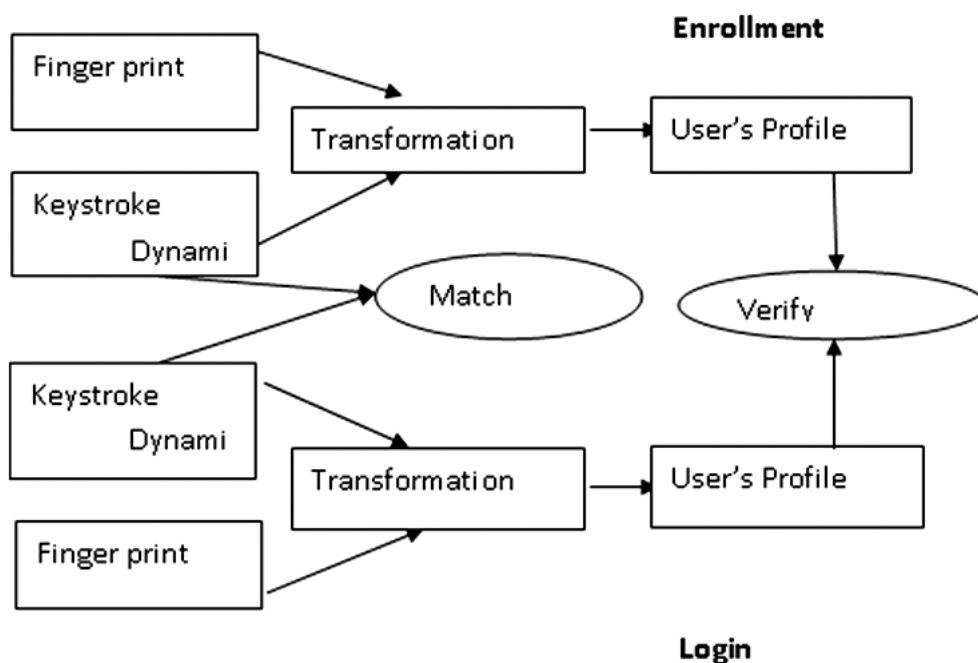 Enrollment
Finger print
Transformation
User's Profile
Keystroke
Dynami
Match
Verify
Keystroke
Dynami
Transformation
User's Profile
Finger print
Login